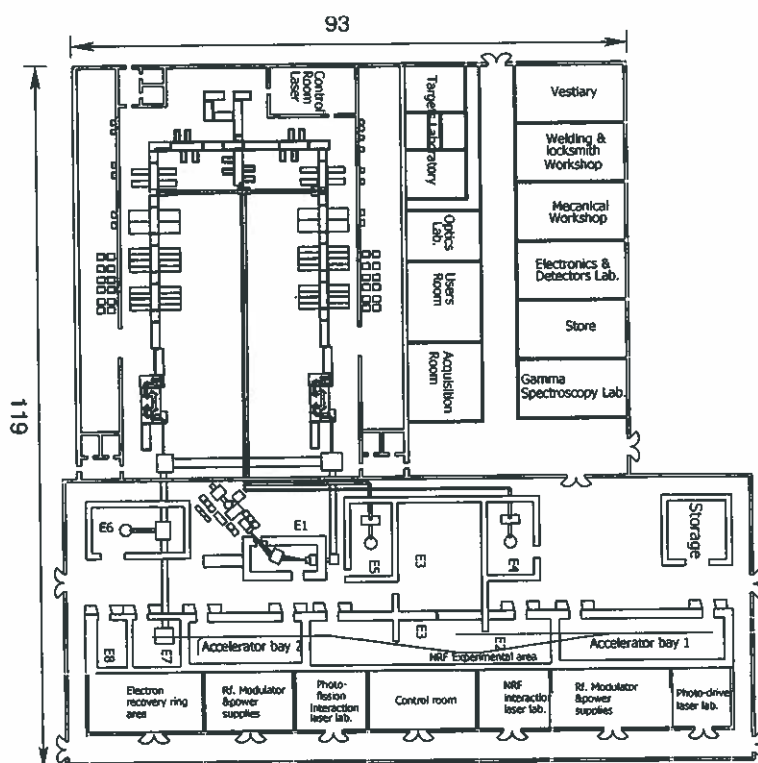 93
119
Control
Room
Laser
Target Laboratory
Optics
Lab.
Users
Room
Acquisition
Room
Vestiary
Welding &
locksmith
Workshop
Mecanical
Workshop
Electronics &
Detectors Lab.
Store
Gamma
Spectroscopy Lab.
E6
E1
E5
E3
E4
Storage
E8
E7
Accelerator bay 2
E3
E2
NRF Experimental area
Accelerator bay 1
Electron
recovery ring
area
Rf. Modulator
&power
supplies
Photo-
fission
Interaction
laser lab.
Control room
NRF
interaction
laser lab.
Rf. Modulator
&power
supplies
Photo-drive
laser lab.